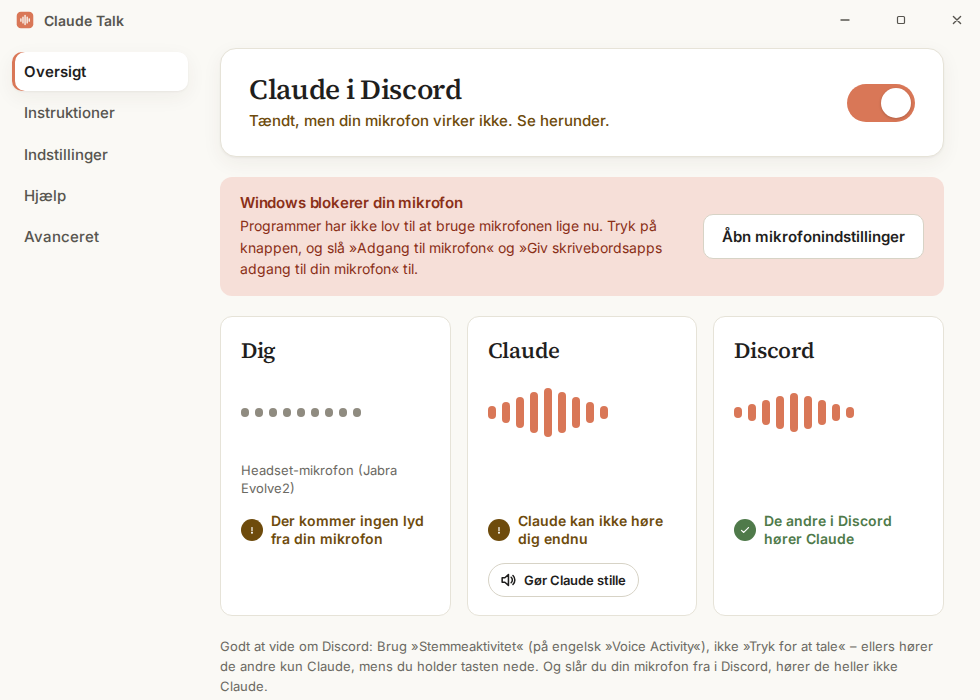 Claude Talk
Oversigt
Instruktioner
Indstillinger
Hjælp
Avanceret
Claude i Discord
Tændt, men din mikrofon virker ikke. Se herunder.
Windows blokerer din mikrofon
Programmer har ikke lov til at bruge mikrofonen lige nu. Tryk på
knappen, og slå »Adgang til mikrofon« og »Giv skrivebordsapps
adgang til din mikrofon« til.
Åbn mikrofonindstillinger
Dig
Headset-mikrofon (Jabra
Evolve2)
Der kommer ingen lyd
fra din mikrofon
Claude
Claude kan ikke høre
dig endnu
Gør Claude stille
Discord
De andre i Discord
hører Claude
Godt at vide om Discord: Brug »Stemmeaktivitet« (på engelsk »Voice Activity«), ikke »Tryk for at tale« – ellers hører
de andre kun Claude, mens du holder tasten nede. Og slår du din mikrofon fra i Discord, hører de heller ikke
Claude.